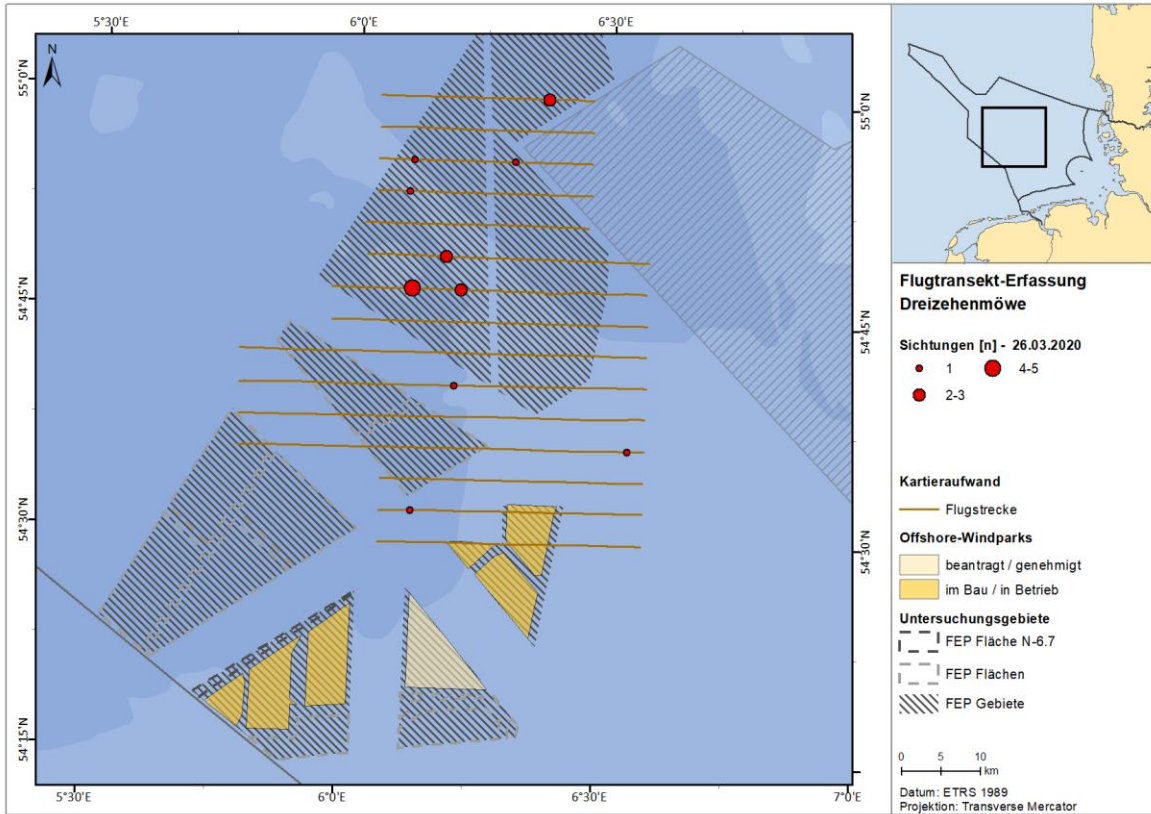 5°30'E
6°0'E
6°30'E
N
55°0'N
54°45'N
54°30'N
54°15'N
55°0'N
54°45'N
54°30'N
5°30'E
6°0'E
6°30'E
7°0'E
Flugtransekt-Erfassung
Dreizehenmöwe
Sichtungen [n] - 26.03.2020
1
4-5
2-3
Kartieraufwand
Flugstrecke
Offshore-Windparks
beantragt / genehmigt
im Bau / in Betrieb
Untersuchungsgebiete
FEP Fläche N-6.7
FEP Flächen
FEP Gebiete
0 5 10
km
Datum: ETRS 1989
Projektion: Transverse Mercator